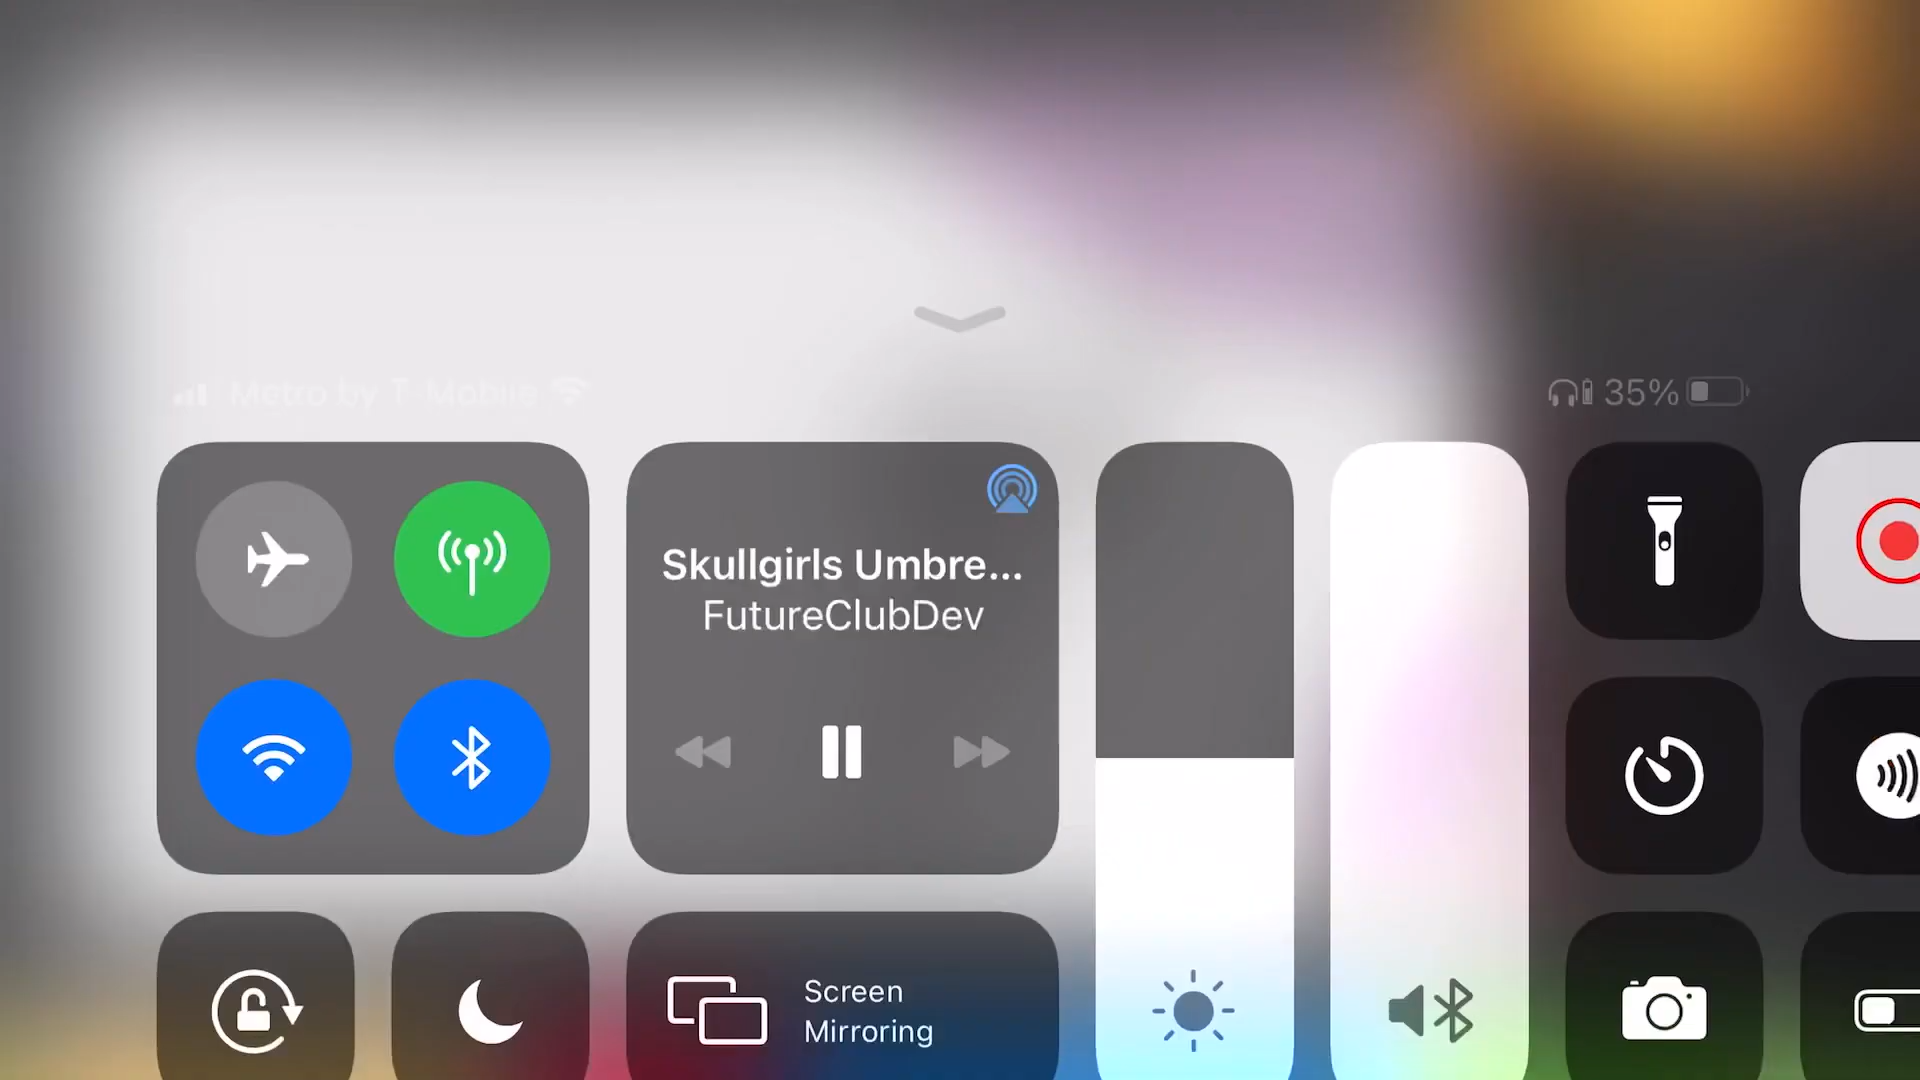 Metro by T-Mobile
35%
Skullgirls Umbre...
FutureClubDev
Screen
Mirroring